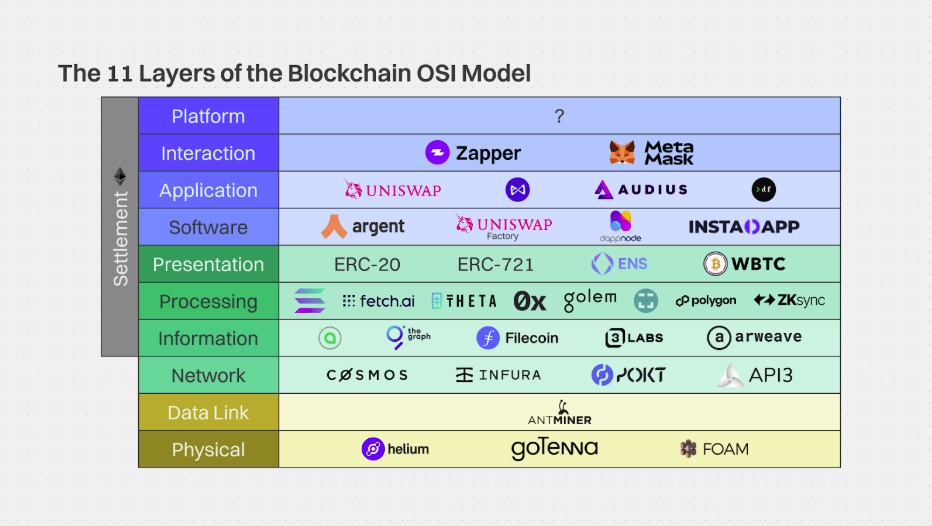 The 11 Layers of the Blockchain OSI Model
Settlement
Platform ?
Interaction Zapper META MASK
Application UNISWAP AUDIUS >df
Software argent UNISWAP Factory dappnode INSTADAPP
Presentation ERC-20 ERC-721 ENS WBTC
Processing fetch.ai THETA 0x golem polygon ZKsync
Information a the graph Filecoin 3 LABS a arweave
Network COSMOS INFURA POKT API3
Data Link ANTMINER
Physical helium goTenna FOAM